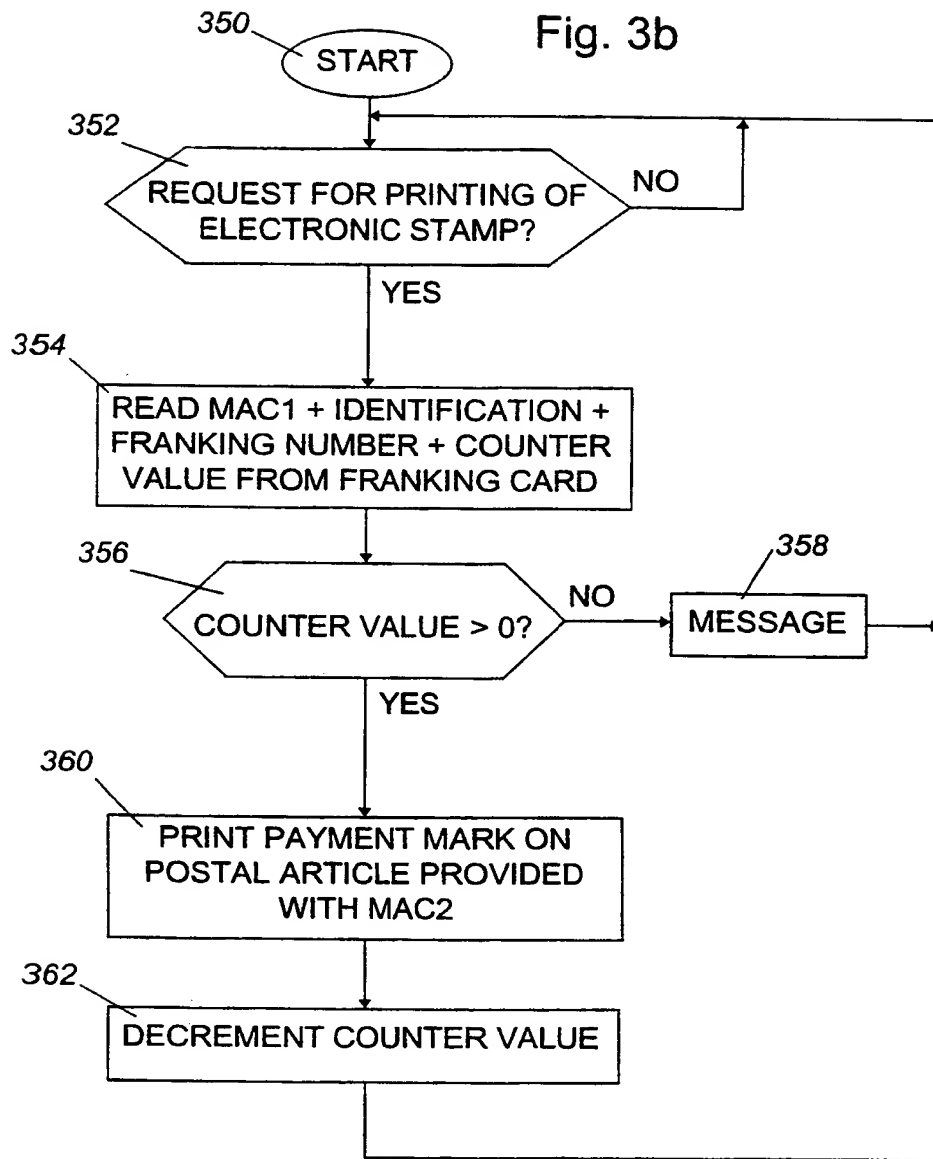 Fig. 3b
350
START
352
REQUEST FOR PRINTING OF
ELECTRONIC STAMP?
NO
YES
354
READ MAC1 + IDENTIFICATION +
FRANKING NUMBER + COUNTER
VALUE FROM FRANKING CARD
356
COUNTER VALUE > 0?
NO
358
MESSAGE
YES
360
PRINT PAYMENT MARK ON
POSTAL ARTICLE PROVIDED
WITH MAC2
362
DECREMENT COUNTER VALUE